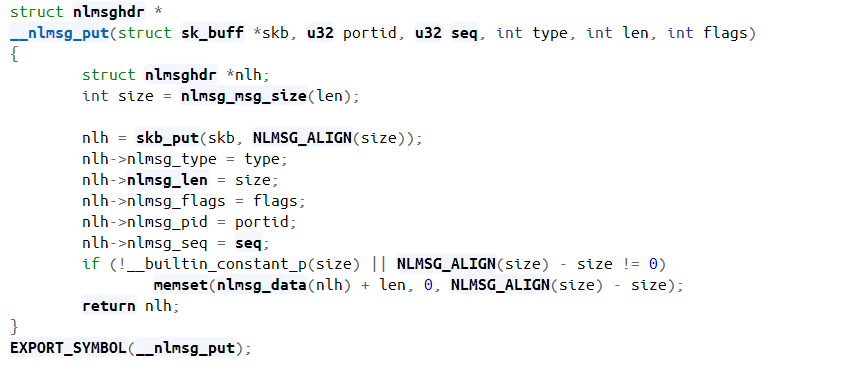 struct nlmsghdr *
__nlmsg_put(struct sk_buff *skb, u32 portid, u32 seq, int type, int len, int flags)
{
        struct nlmsghdr *nlh;
        int size = nlmsg_msg_size(len);

        nlh = skb_put(skb, NLMSG_ALIGN(size));
        nlh->nlmsg_type = type;
        nlh->nlmsg_len = size;
        nlh->nlmsg_flags = flags;
        nlh->nlmsg_pid = portid;
        nlh->nlmsg_seq = seq;
        if (!__builtin_constant_p(size) || NLMSG_ALIGN(size) - size != 0)
                memset(nlmsg_data(nlh) + len, 0, NLMSG_ALIGN(size) - size);
        return nlh;
}
EXPORT_SYMBOL(__nlmsg_put);